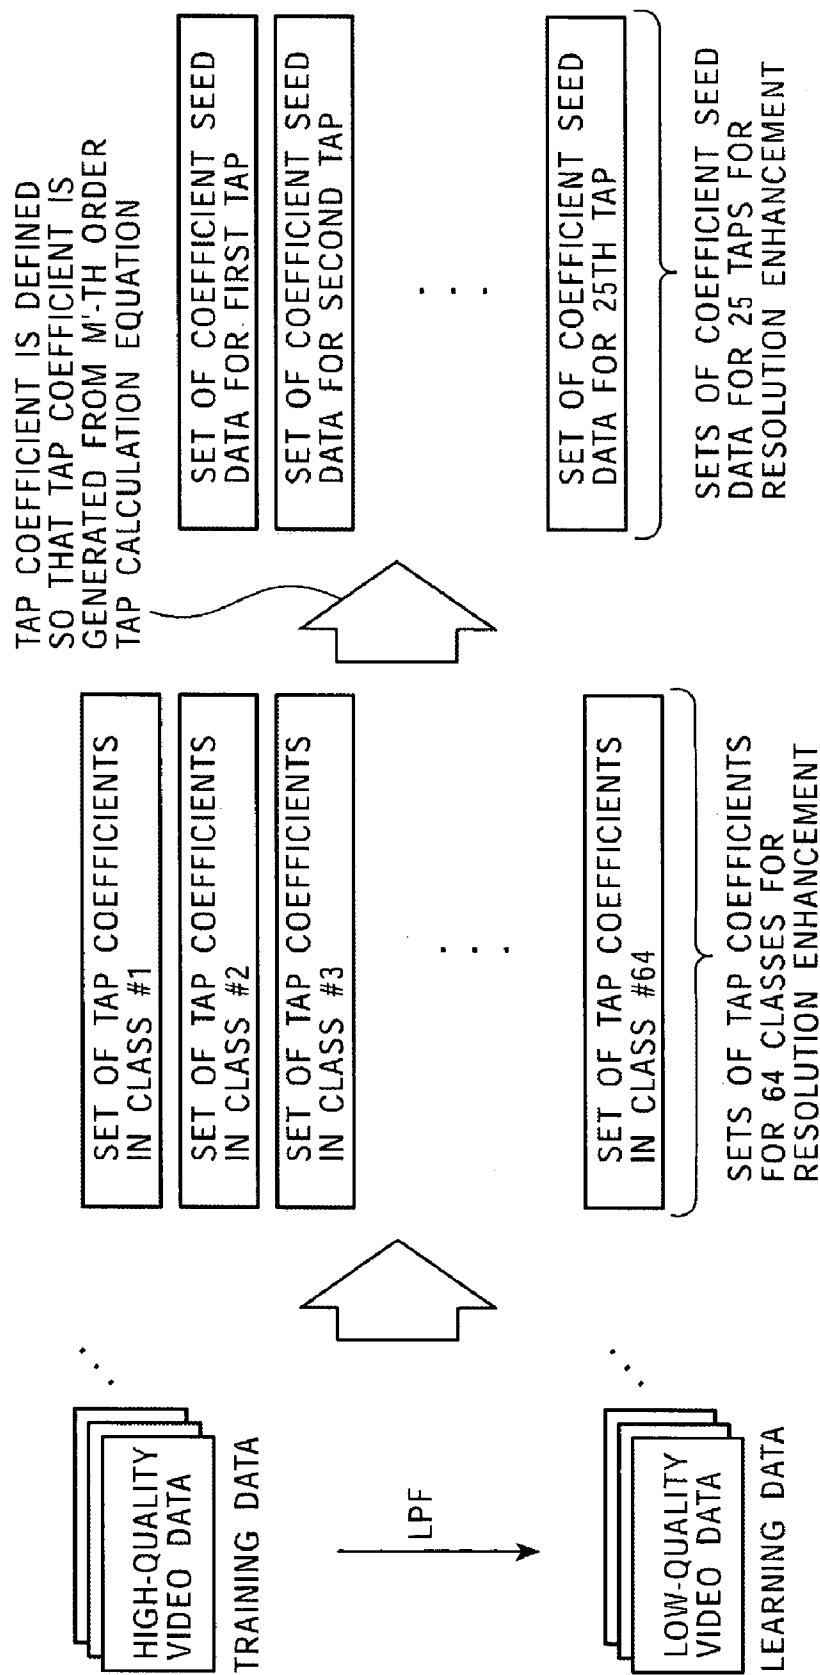 HIGH-QUALITY
VIDEO DATA
TRAINING DATA
LPF
LOW-QUALITY
VIDEO DATA
LEARNING DATA
SET OF TAP COEFFICIENTS
IN CLASS #1
SET OF TAP COEFFICIENTS
IN CLASS #2
SET OF TAP COEFFICIENTS
IN CLASS #3
. . .
SET OF TAP COEFFICIENTS
IN CLASS #64
SETS OF TAP COEFFICIENTS
FOR 64 CLASSES FOR
RESOLUTION ENHANCEMENT
TAP COEFFICIENT IS DEFINED
SO THAT TAP COEFFICIENT IS
GENERATED FROM M'-TH ORDER
TAP CALCULATION EQUATION
SET OF COEFFICIENT SEED
DATA FOR FIRST TAP
SET OF COEFFICIENT SEED
DATA FOR SECOND TAP
. . .
SET OF COEFFICIENT SEED
DATA FOR 25TH TAP
SETS OF COEFFICIENT SEED
DATA FOR 25 TAPS FOR
RESOLUTION ENHANCEMENT